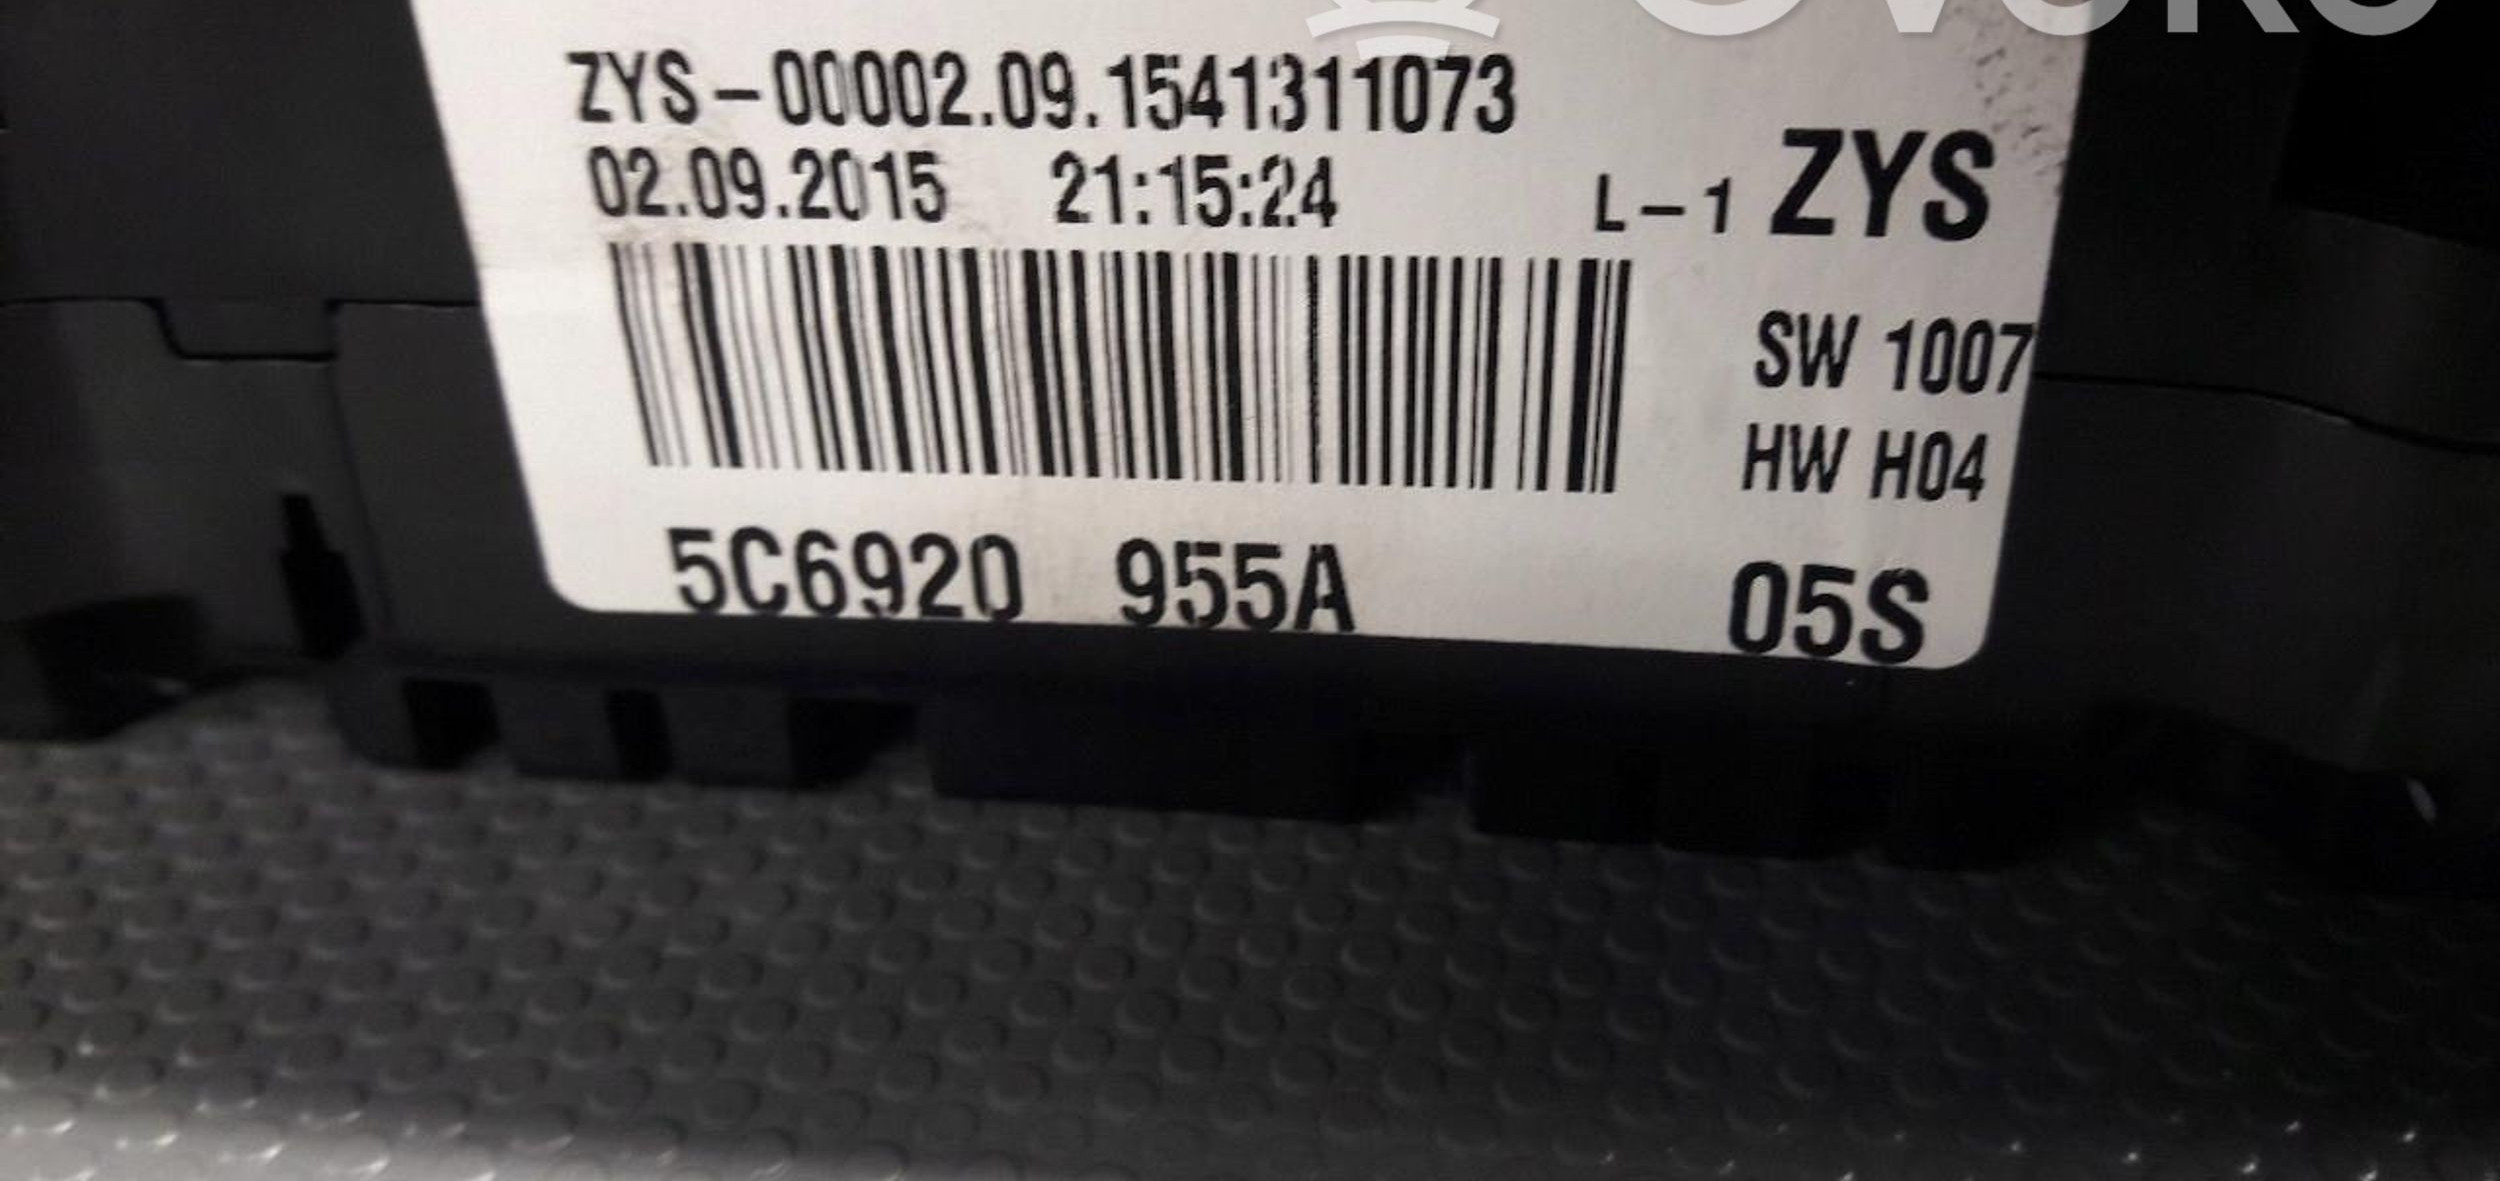 ZYS-00002.09.1541311073
02.09.2015 21:15:24 L-1 ZYS
SW 1007
HW H04
5C6920 955A 05S